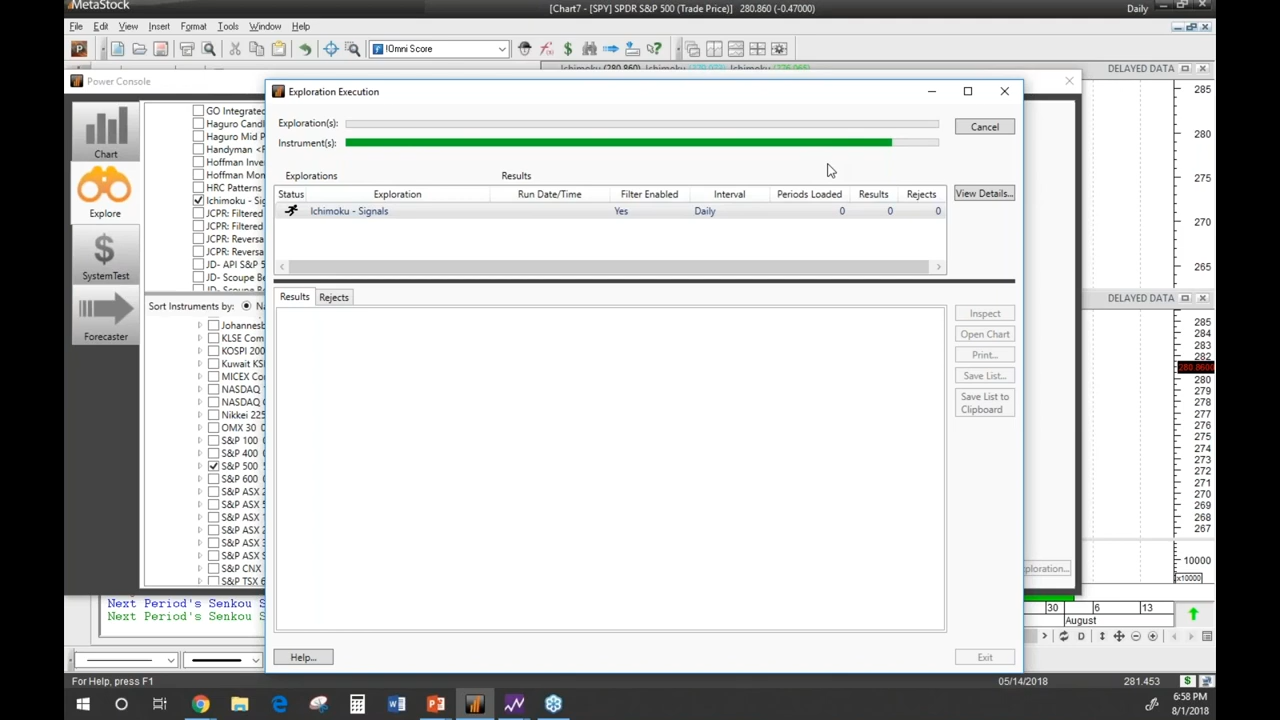 MetaStock
[Chart7 - [SPY] SPDR S&P 500 (Trade Price)] 280.860 (-0.47000)
Daily
File Edit View Insert Format Tools Window Help
!Omni Score
DELAYED DATA
Power Console
Exploration Execution
Exploration(s):
Cancel
Instrument(s):
Explorations
Results
Status Exploration Run Date/Time Filter Enabled Interval Periods Loaded Results Rejects
View Details...
Ichimoku - Signals Yes Daily 0 0 0
Results Rejects
Inspect
Open Chart
Print...
Save List...
Save List to
Clipboard
Help...
Exit
Chart
Explore
SystemTest
Forecaster
GO Integrated
Haguro Candl
Haguro Mid P
Handyman <F
Hoffman Inve
Hoffman Mon
HRC Patterns
Ichimoku - Sig
JCPR: Filtered
JCPR: Filtered
JCPR: Reversa
JCPR: Reversa
JD- API S&P 5
JD- Scoupe Be
Sort Instruments by:
Johannesb
KLSE Com
KOSPI 200
Kuwait KS
MICEX Co
NASDAQ
NASDAQ
Nikkei 225
OMX 30
S&P 100
S&P 400
S&P 500
S&P 600
S&P ASX 2
S&P ASX
S&P ASX
S&P ASX
S&P ASX
S&P ASX
S&P CNX
S&P TSX 6
285
280
275
270
265
DELAYED DATA
285
284
283
282
280.8600
280
279
278
277
276
275
274
273
272
271
270
269
268
267
10000
x10000
ploration...
Next Period's Senkou S
Next Period's Senkou S
30 6 13
August
D
For Help, press F1
05/14/2018 281.453
6:58 PM
8/1/2018